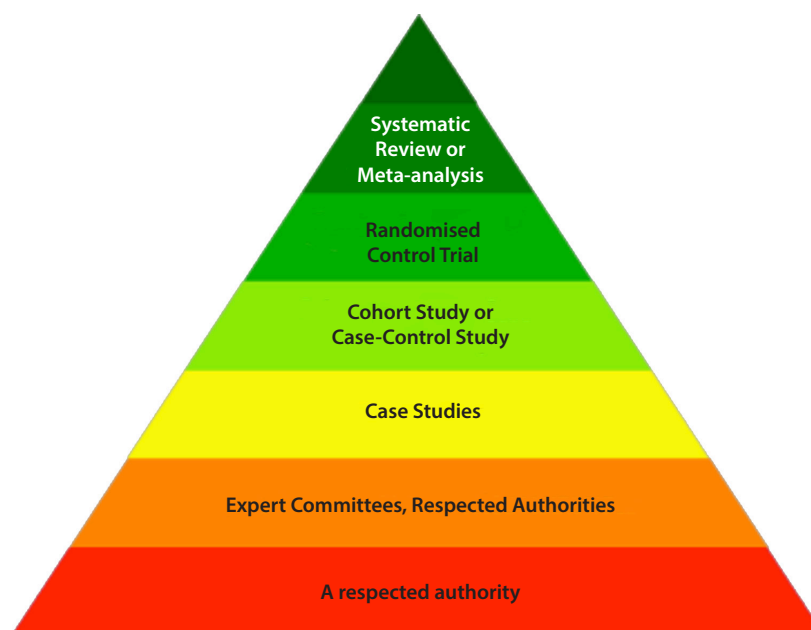 Systematic
Review or
Meta-analysis
Randomised
Control Trial
Cohort Study or
Case-Control Study
Case Studies
Expert Committees, Respected Authorities
A respected authority